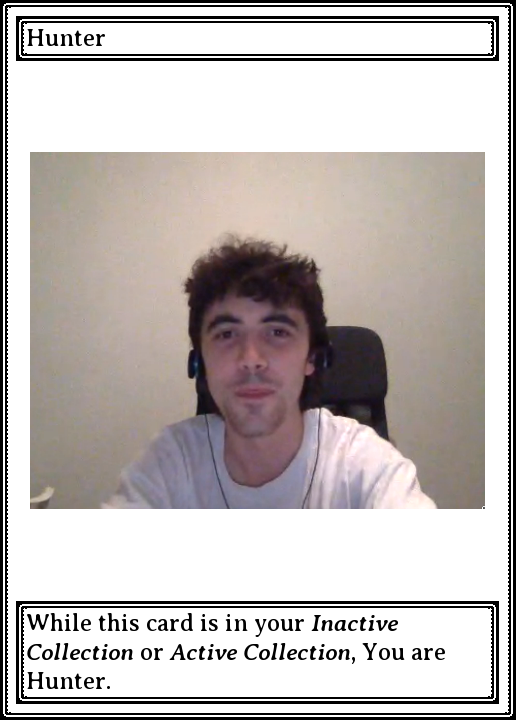 Hunter
While this card is in your Inactive
Collection or Active Collection, You are
Hunter.